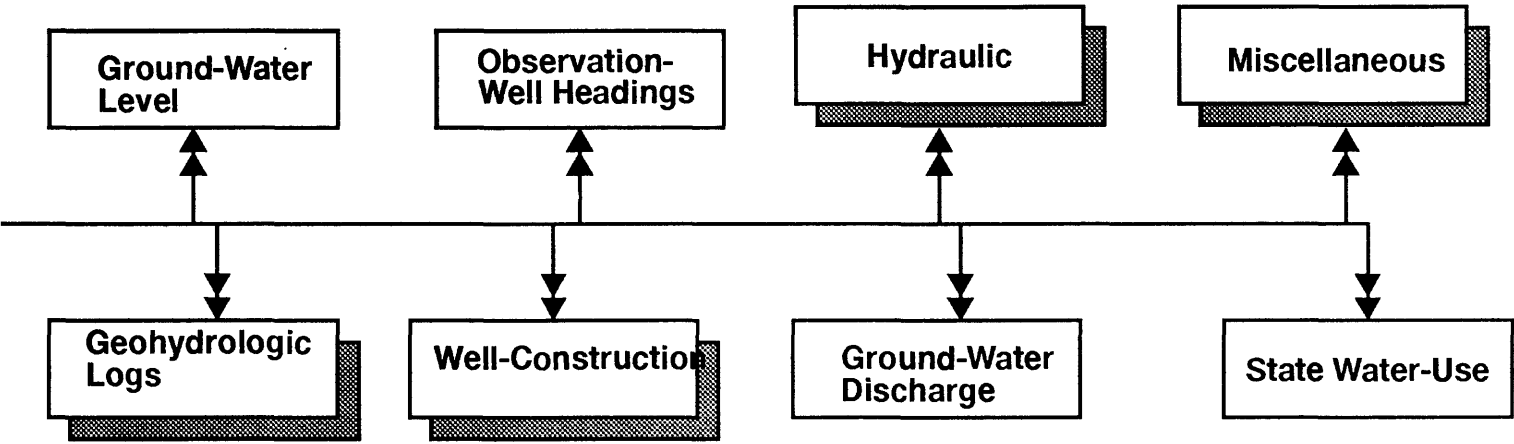 Ground-Water
Level
Observation-
Well Headings
Hydraulic
Miscellaneous
Geohydrologic
Logs
Well-Construction
Ground-Water
Discharge
State Water-Use